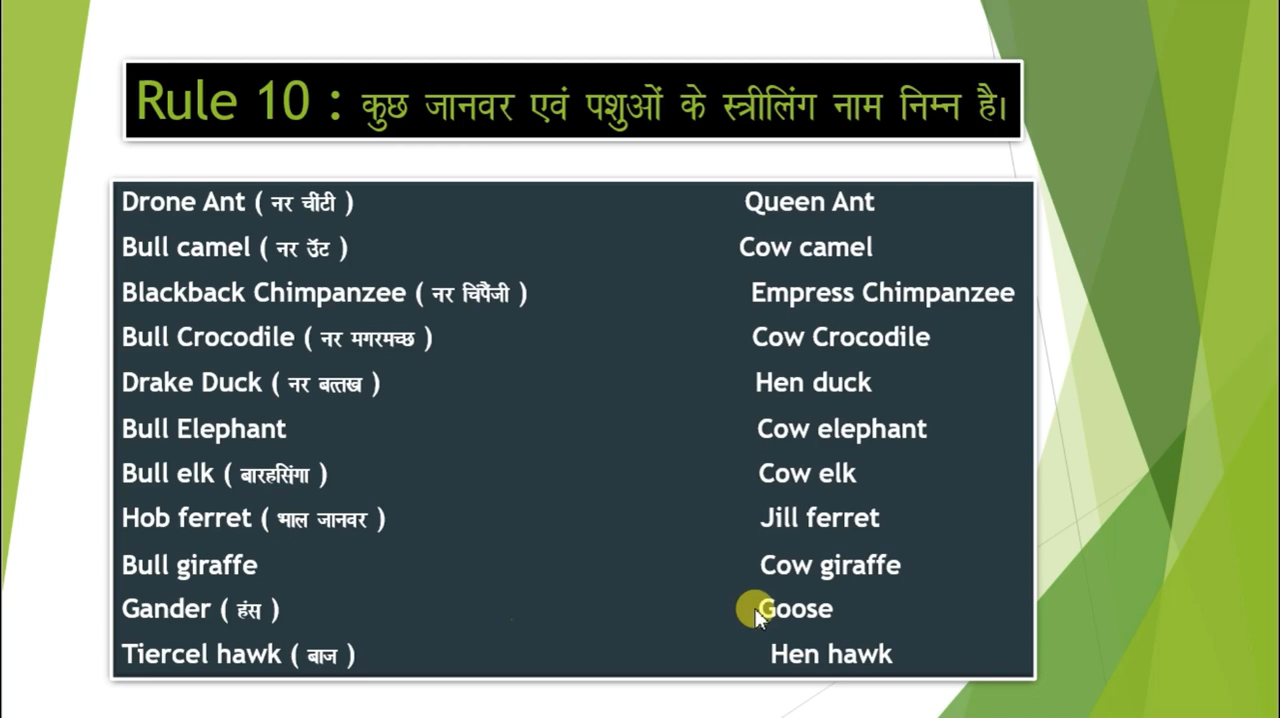 Rule 10 : कुछ जानवर एवं पशुओं के स्त्रीलिंग नाम निम्न है।
Drone Ant ( नर चींटी ) Queen Ant
Bull camel ( नर उॅट ) Cow camel
Blackback Chimpanzee ( नर चिपैंजी ) Empress Chimpanzee
Bull Crocodile ( नर मगरमच्छ ) Cow Crocodile
Drake Duck ( नर बत्तख ) Hen duck
Bull Elephant Cow elephant
Bull elk ( बारहसिंगा ) Cow elk
Hob ferret ( भाल जानवर ) Jill ferret
Bull giraffe Cow giraffe
Gander ( हंस ) Goose
Tiercel hawk ( बाज ) Hen hawk